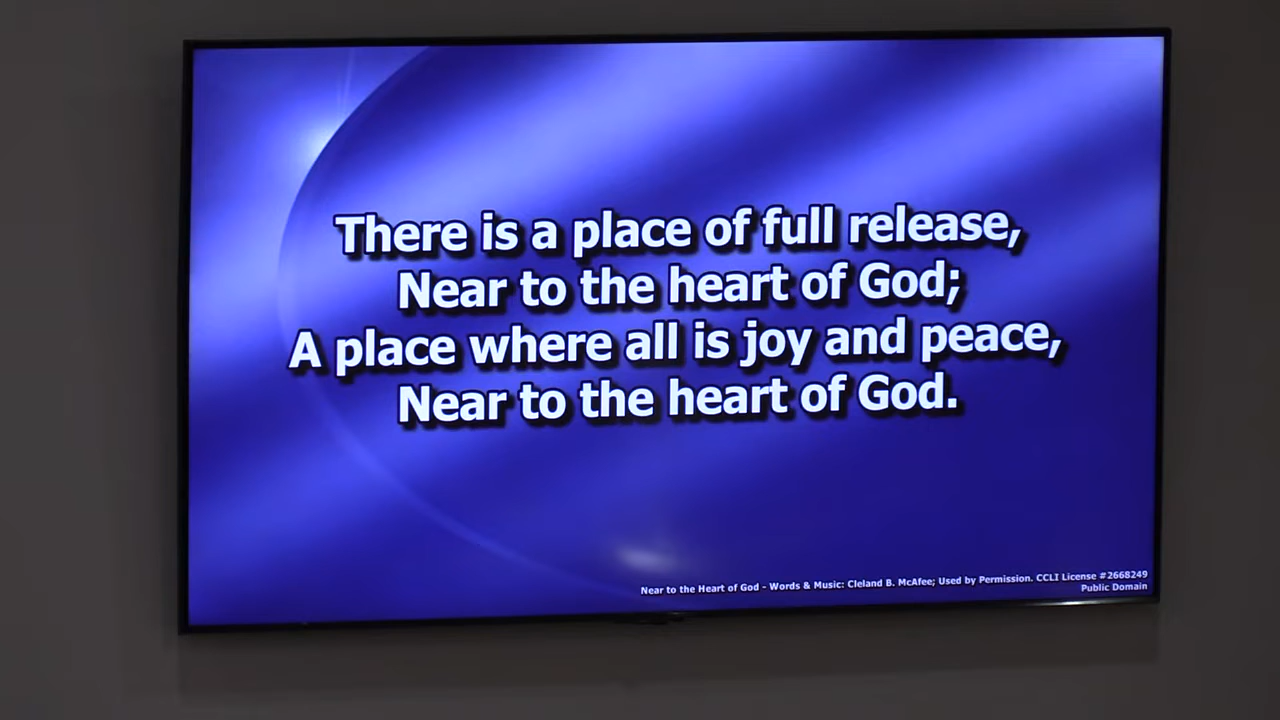 There is a place of full release,
Near to the heart of God;
A place where all is joy and peace,
Near to the heart of God.
Near to the Heart of God - Words & Music: Cleland B. McAfee; Used by Permission. CCLI License #2668249
Public Domain